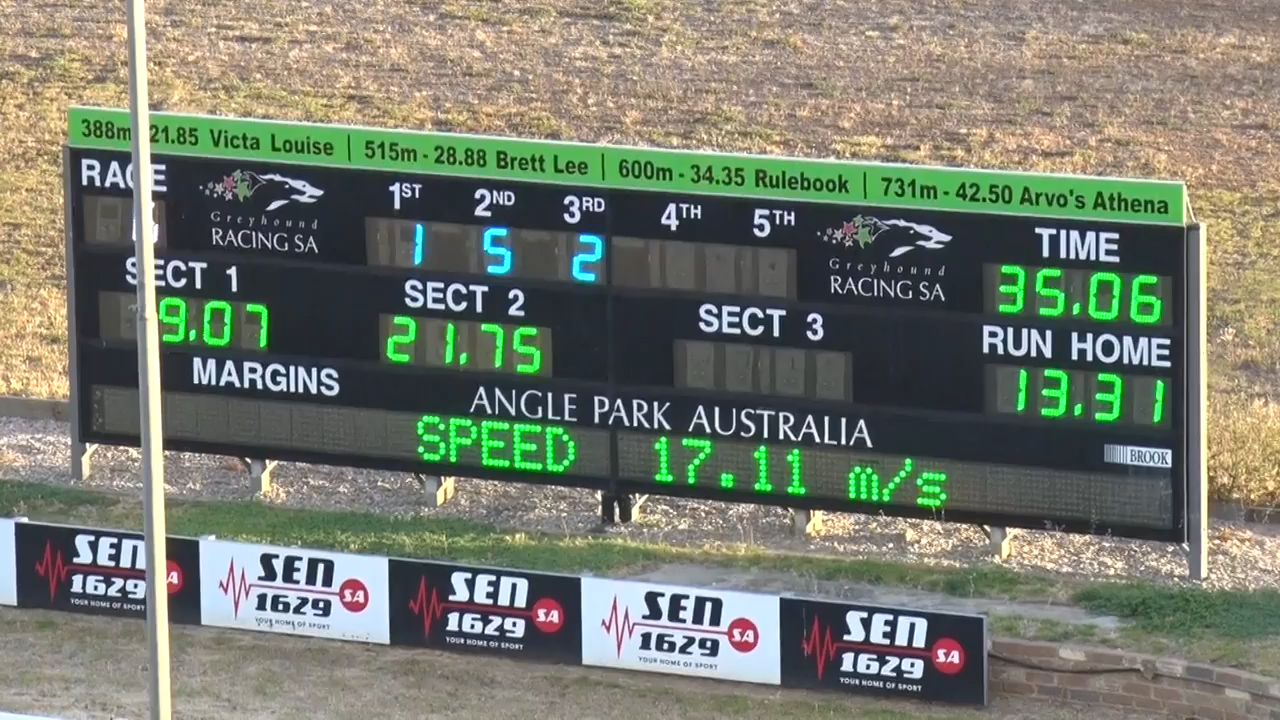 388m 21.85 Victa Louise | 515m - 28.88 Brett Lee | 600m - 34.35 Rulebook | 731m - 42.50 Arvo's Athena
RACE
Greyhound
RACING SA
1ST 2ND 3RD 4TH 5TH
1 5 2
Greyhound
RACING SA
TIME
35.06
SECT 1
9.07
SECT 2
21.75
SECT 3
RUN HOME
13.31
MARGINS
ANGLE PARK AUSTRALIA
SPEED 17.11 m/s
BROOK
SEN
1629
YOUR HOME OF SPORT
SEN
1629 SA
YOUR HOME OF SPORT
SEN
1629 SA
YOUR HOME OF SPORT
SEN
1629 SA
YOUR HOME OF SPORT
SEN
1629 SA
YOUR HOME OF SPORT